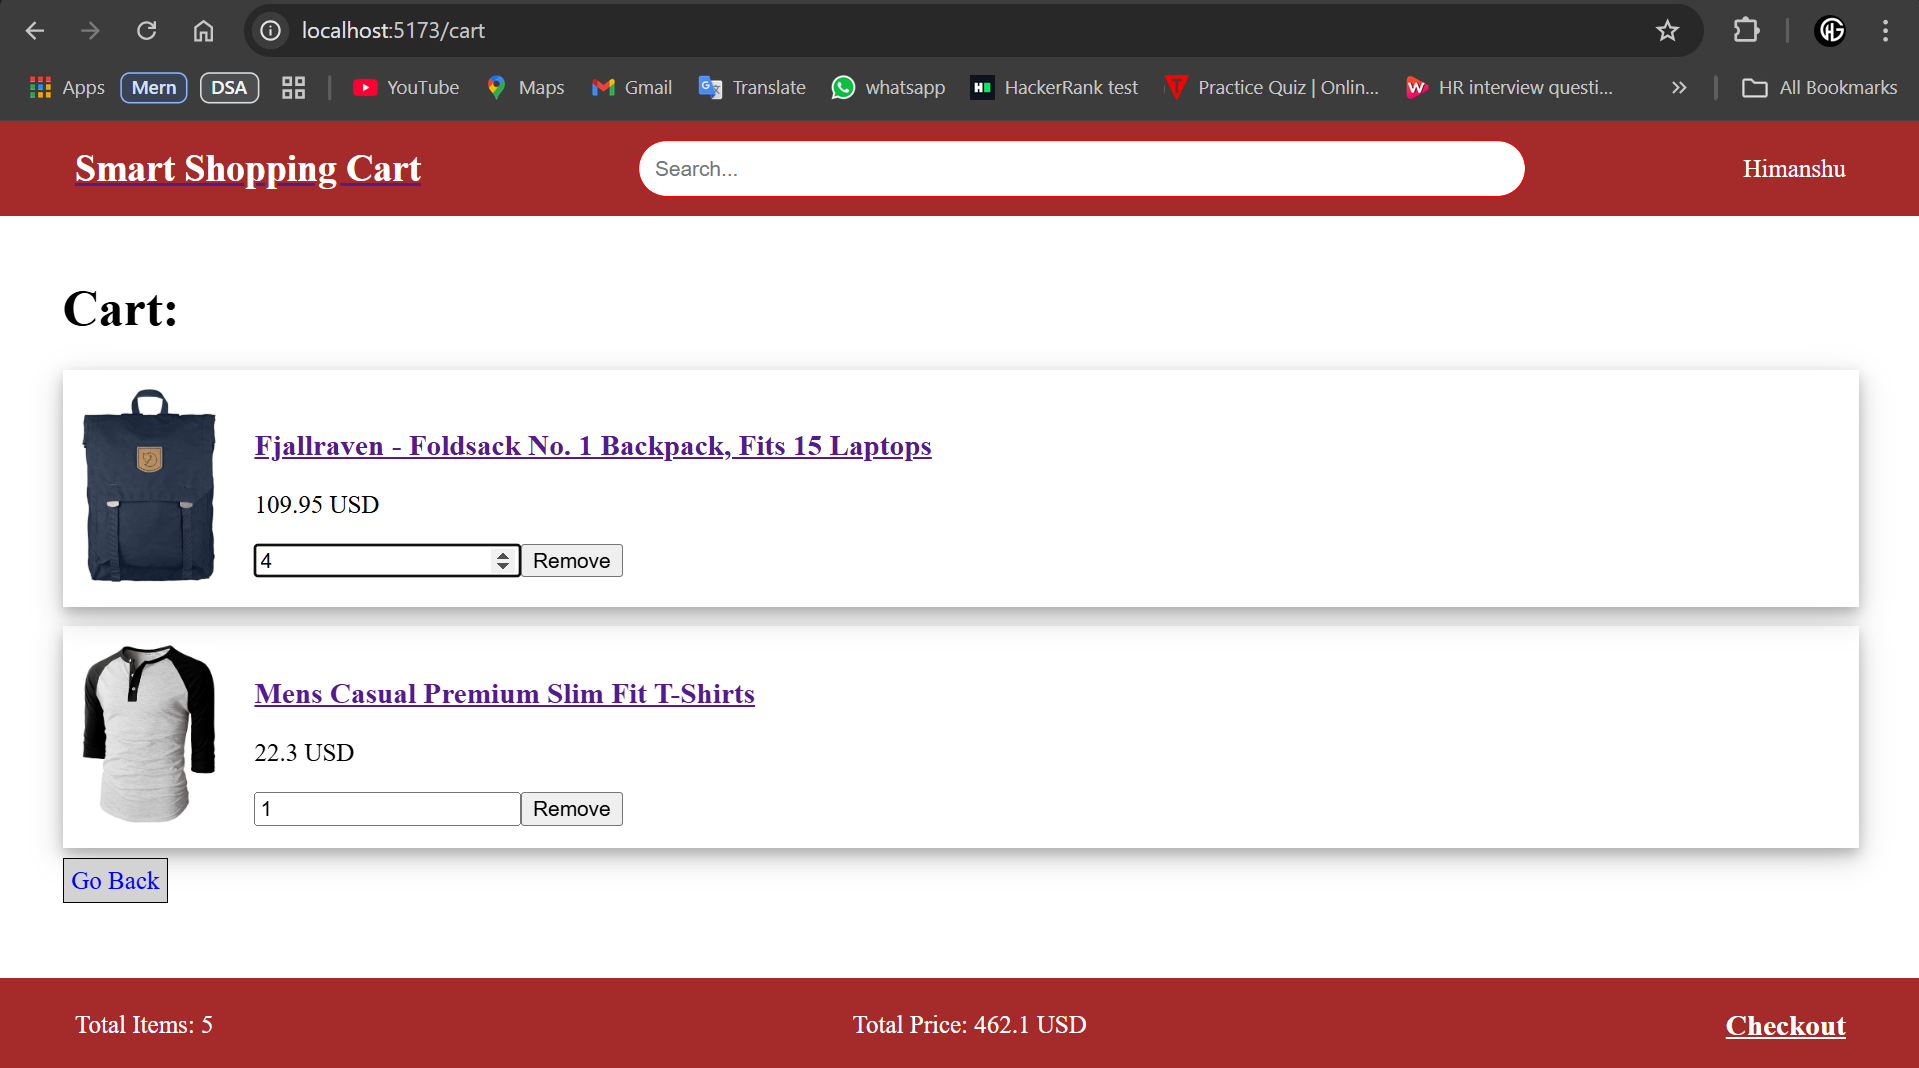 localhost:5173/cart
Apps Mern DSA YouTube Maps Gmail Translate whatsapp HackerRank test Practice Quiz | Onlin... HR interview questi... » All Bookmarks
Smart Shopping Cart Search... Himanshu
Cart:
Fjallraven - Foldsack No. 1 Backpack, Fits 15 Laptops
109.95 USD
4 Remove
Mens Casual Premium Slim Fit T-Shirts
22.3 USD
1 Remove
Go Back
Total Items: 5 Total Price: 462.1 USD Checkout